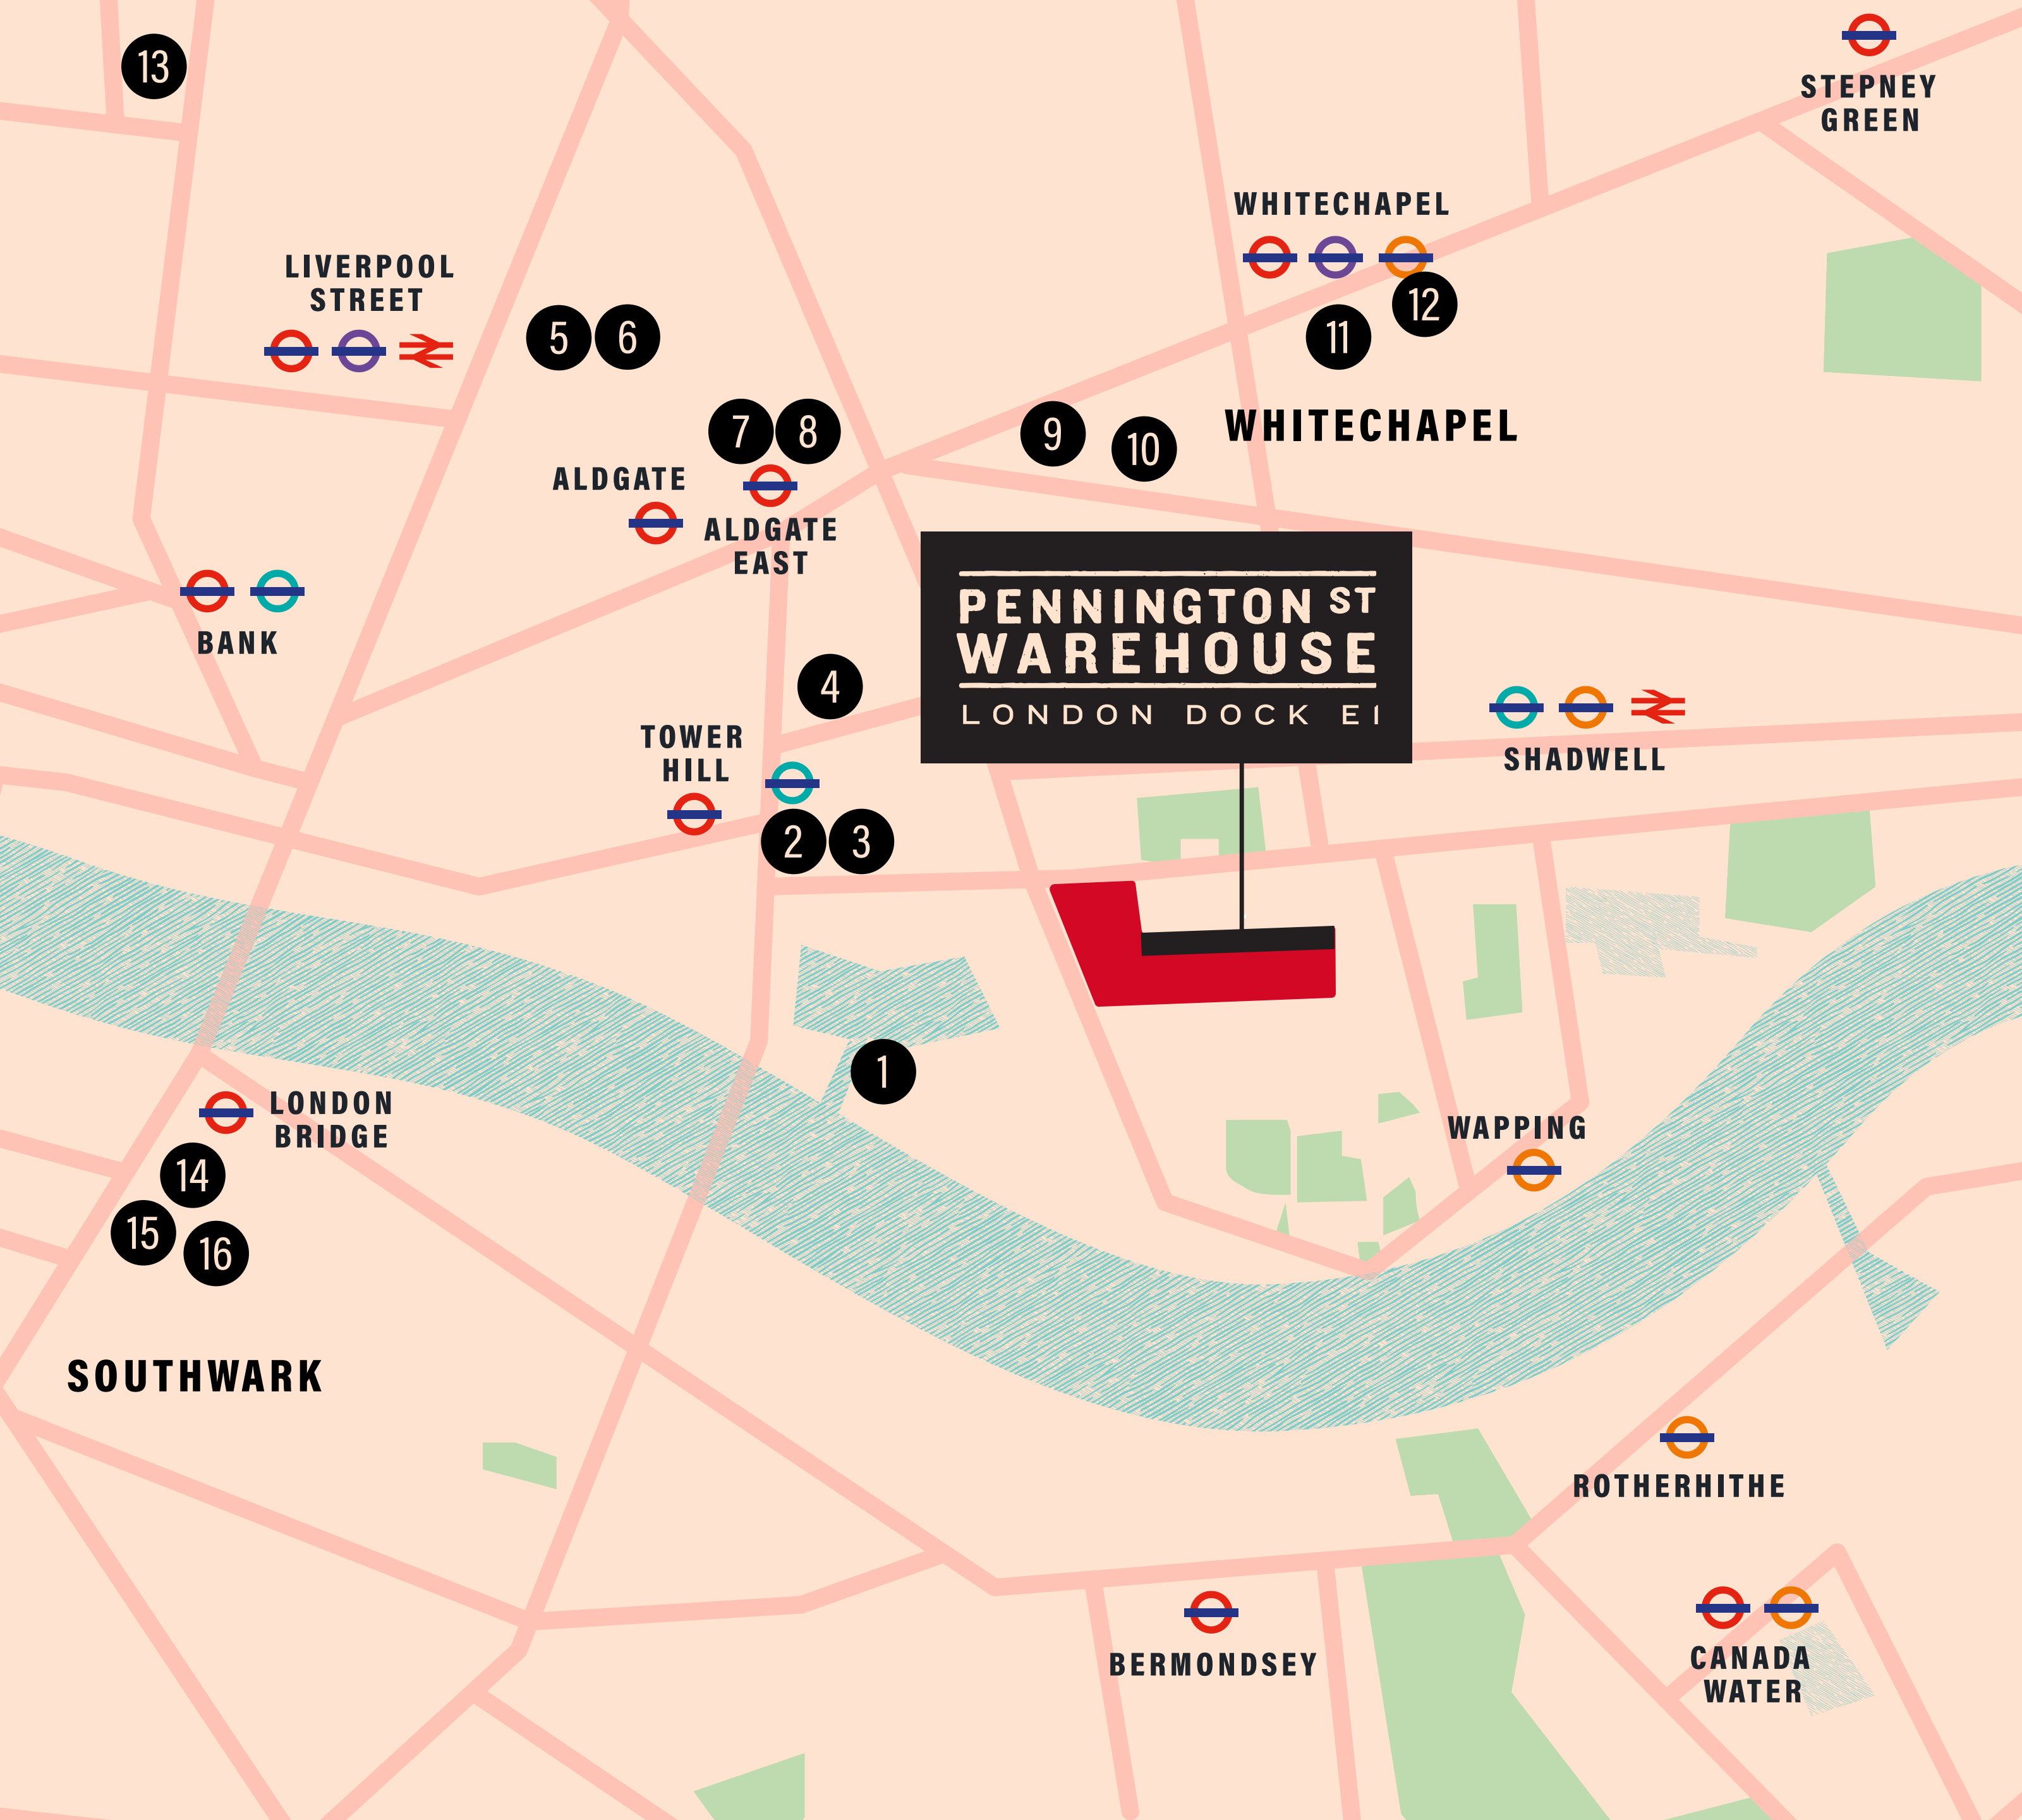 13
STEPNEY
GREEN
WHITECHAPEL
LIVERPOOL
STREET
12
5
6
11
7
8
9
10
WHITECHAPEL
ALDGATE
ALDGATE
EAST
BANK
PENNINGTON ST
WAREHOUSE
LONDON DOCK E1
4
TOWER
HILL
SHADWELL
2
3
1
LONDON
BRIDGE
WAPPING
14
15
16
SOUTHWARK
ROTHERHITHE
BERMONDSEY
CANADA
WATER